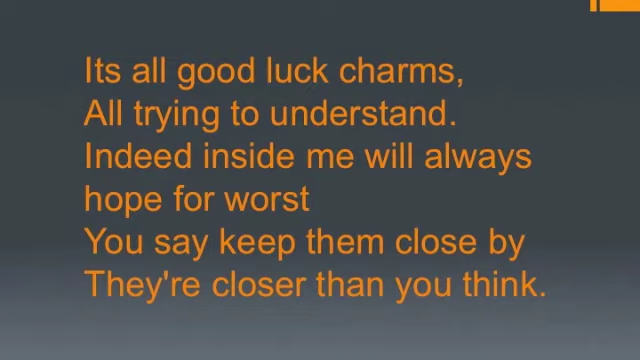 Its all good luck charms,
All trying to understand.
Indeed inside me will always
hope for worst
You say keep them close by
They're closer than you think.